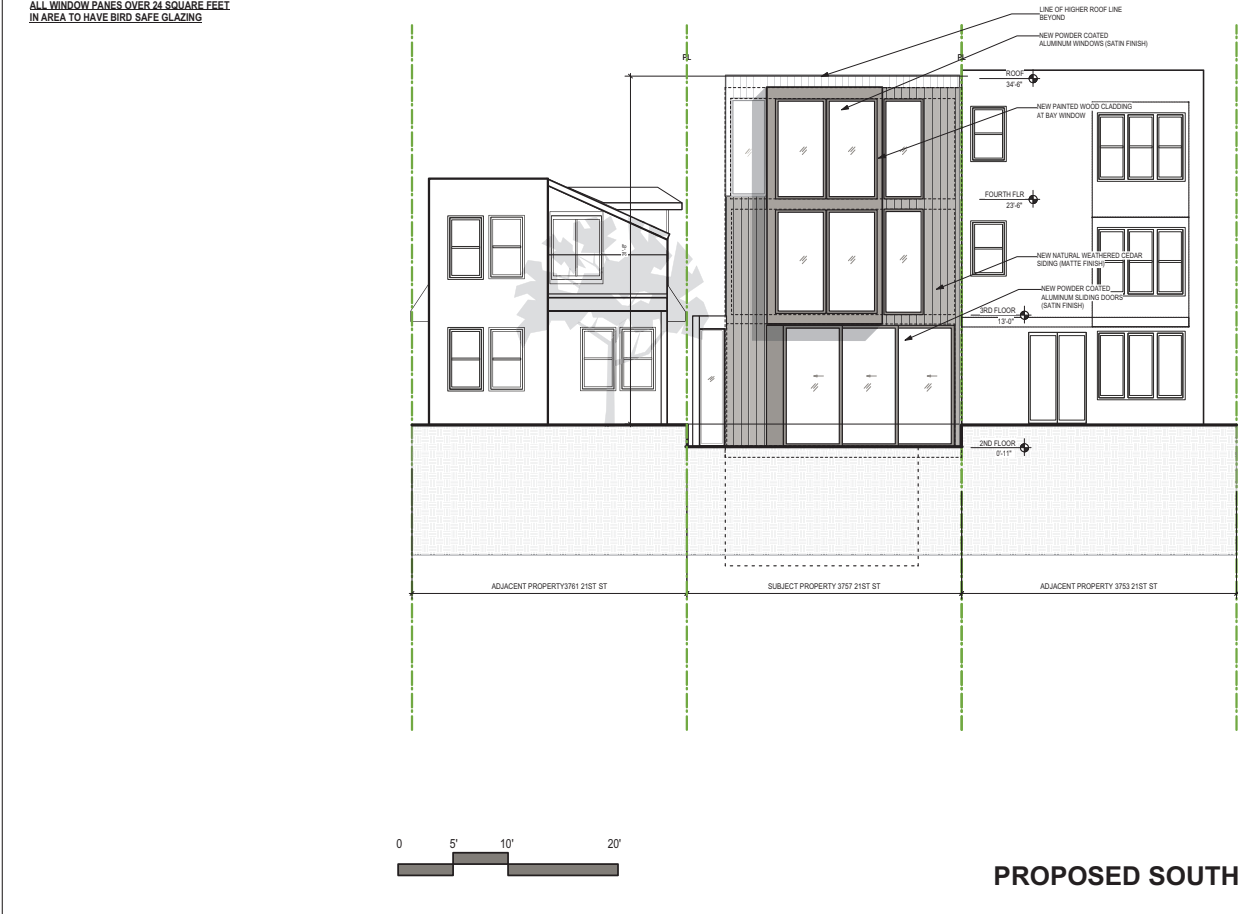 ALL WINDOW PANES OVER 24 SQUARE FEET
IN AREA TO HAVE BIRD SAFE GLAZING
LINE OF HIGHER ROOF LINE
BEYOND
NEW POWDER COATED
ALUMINUM WINDOWS (SATIN FINISH)
PL
PL
ROOF
34'-6"
NEW PAINTED WOOD CLADDING
AT BAY WINDOW
FOURTH FLR
23'-6"
NEW NATURAL WEATHERED CEDAR
SIDING (MATTE FINISH)
NEW POWDER COATED
ALUMINUM SLIDING DOORS
(SATIN FINISH)
3RD FLOOR
13'-0"
2ND FLOOR
0'-11"
ADJACENT PROPERTY3761 21ST ST
SUBJECT PROPERTY 3757 21ST ST
ADJACENT PROPERTY 3753 21ST ST
0 5' 10' 20'
PROPOSED SOUTH